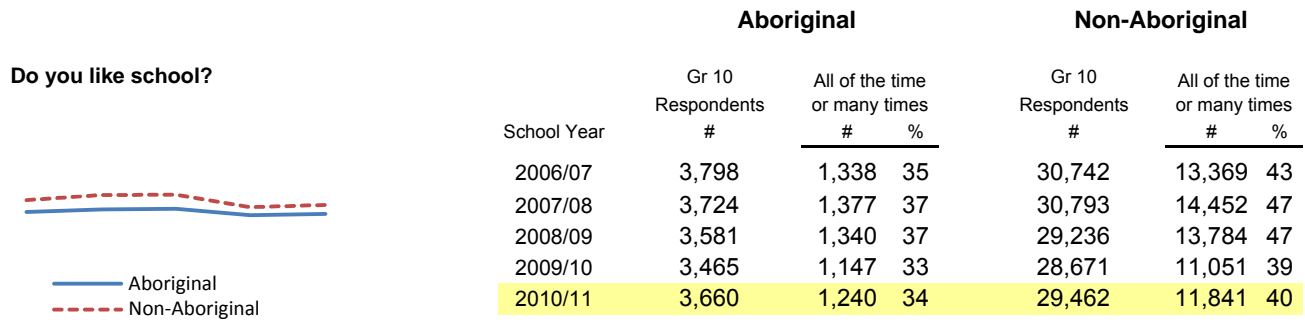 Aboriginal Non-Aboriginal
Do you like school?
Gr 10 All of the time Gr 10 All of the time
Respondents or many times Respondents or many times
School Year # # % # # %
2006/07 3,798 1,338 35 30,742 13,369 43
2007/08 3,724 1,377 37 30,793 14,452 47
2008/09 3,581 1,340 37 29,236 13,784 47
2009/10 3,465 1,147 33 28,671 11,051 39
2010/11 3,660 1,240 34 29,462 11,841 40
Aboriginal
Non-Aboriginal